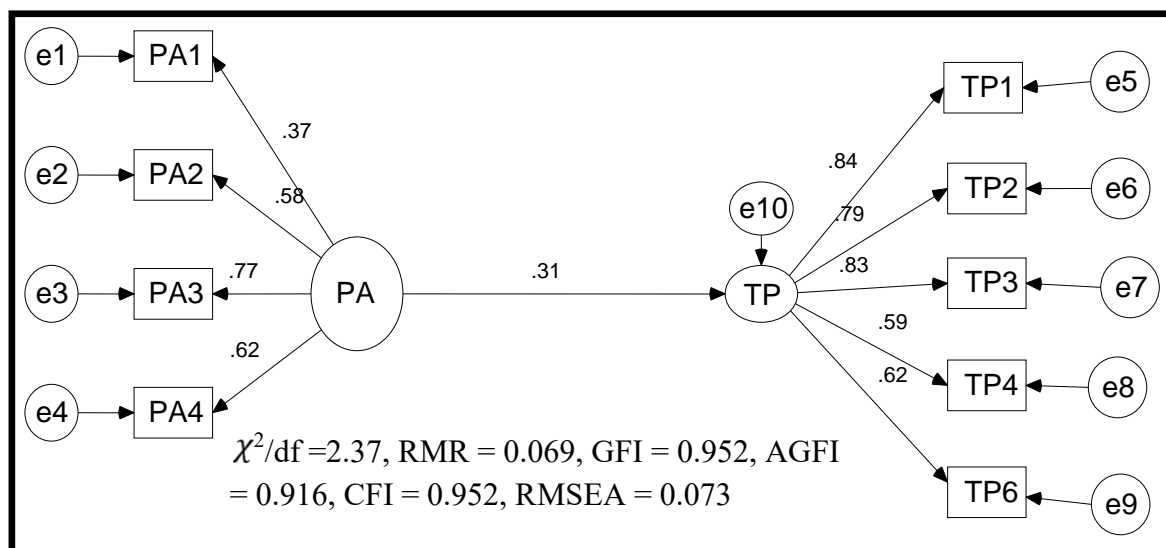 e1 PA1 TP1 e5
.37
.84
e2 PA2 TP2 e6
.58 e10 .79
.77 .31 .83
e3 PA3 PA TP TP3 e7
.62 .59
.62
e4 PA4 TP4 e8
χ²/df =2.37, RMR = 0.069, GFI = 0.952, AGFI
= 0.916, CFI = 0.952, RMSEA = 0.073
TP6 e9